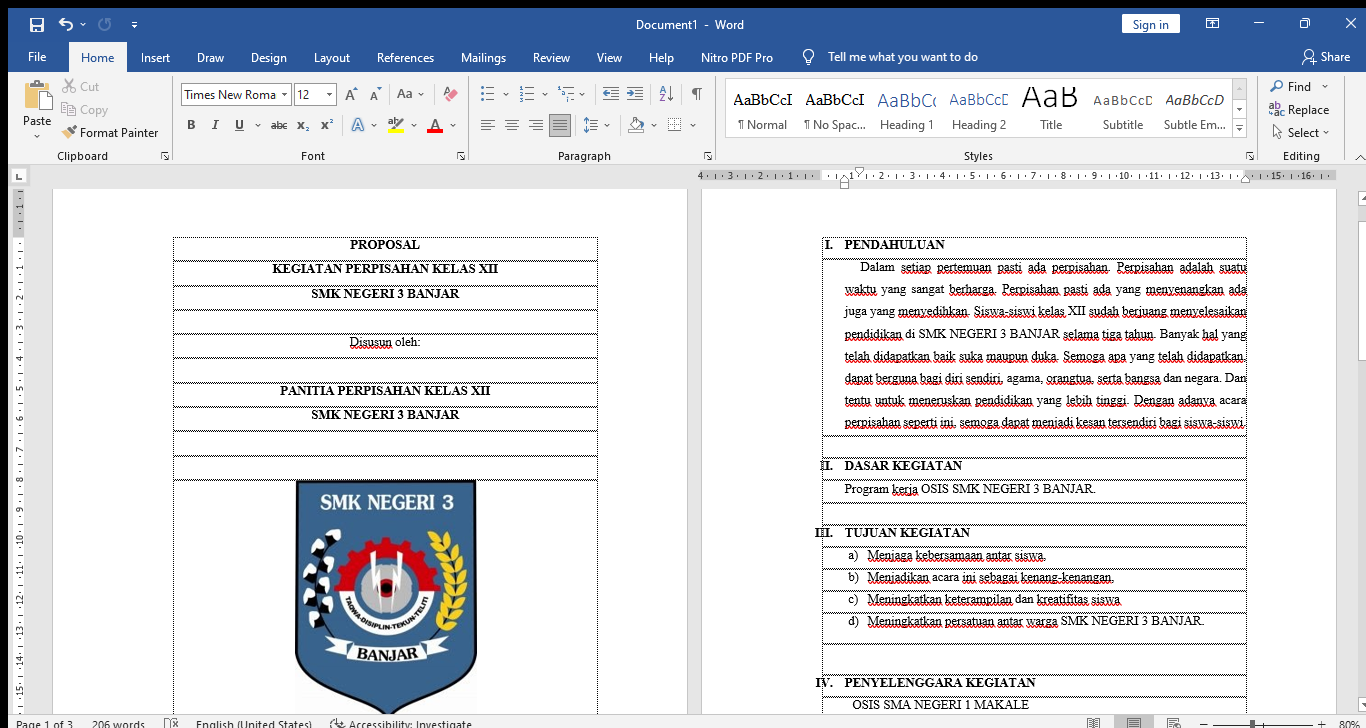 Document1 - Word
Sign in
File Home Insert Draw Design Layout References Mailings Review View Help Nitro PDF Pro Tell me what you want to do Share
Paste
Cut
Copy
Format Painter
Clipboard
Times New Roma 12
Font
Paragraph
AaBbCcI AaBbCcI AaBbC AaBbCcD AaB AaBbCcD AaBbCcD
¶ Normal ¶ No Spac... Heading 1 Heading 2 Title Subtitle Subtle Em...
Styles
Find
Replace
Select
Editing
PROPOSAL
KEGIATAN PERPISAHAN KELAS XII
SMK NEGERI 3 BANJAR
Disusun oleh:
PANITIA PERPISAHAN KELAS XII
SMK NEGERI 3 BANJAR
SMK NEGERI 3
TAQWA-DISIPLIN-TEKUN-TELITI
BANJAR
I. PENDAHULUAN
Dalam setiap pertemuan pasti ada perpisahan. Perpisahan adalah suatu
waktu yang sangat berharga. Perpisahan pasti ada yang menyenangkan ada
juga yang menyedihkan. Siswa-siswi kelas XII sudah berjuang menyelesaikan
pendidikan di SMK NEGERI 3 BANJAR selama tiga tahun. Banyak hal yang
telah didapatkan baik suka maupun duka. Semoga apa yang telah didapatkan,
dapat berguna bagi diri sendiri, agama, orangtua, serta bangsa dan negara. Dan
tentu untuk meneruskan pendidikan yang lebih tinggi. Dengan adanya acara
perpisahan seperti ini, semoga dapat menjadi kesan tersendiri bagi siswa-siswi.
II. DASAR KEGIATAN
Program kerja OSIS SMK NEGERI 3 BANJAR.
III. TUJUAN KEGIATAN
a) Menjaga kebersamaan antar siswa.
b) Menjadikan acara ini sebagai kenang-kenangan.
c) Meningkatkan keterampilan dan kreatifitas siswa
d) Meningkatkan persatuan antar warga SMK NEGERI 3 BANJAR.
IV. PENYELENGGARA KEGIATAN
OSIS SMA NEGERI 1 MAKALE
Page 1 of 3 206 words English (United States) Accessibility: Investigate 80%